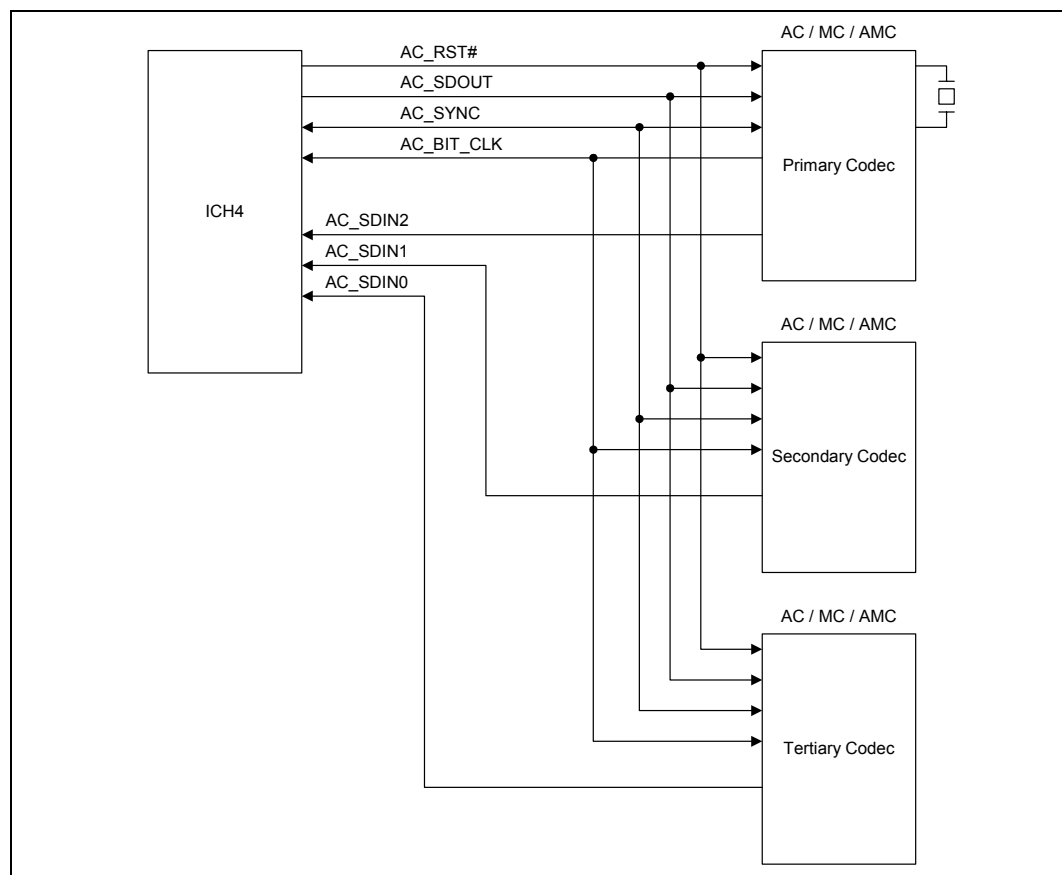 AC / MC / AMC
AC_RST#
AC_SDOUT
AC_SYNC
AC_BIT_CLK
Primary Codec
ICH4
AC_SDIN2
AC_SDIN1
AC_SDIN0
AC / MC / AMC
Secondary Codec
AC / MC / AMC
Tertiary Codec